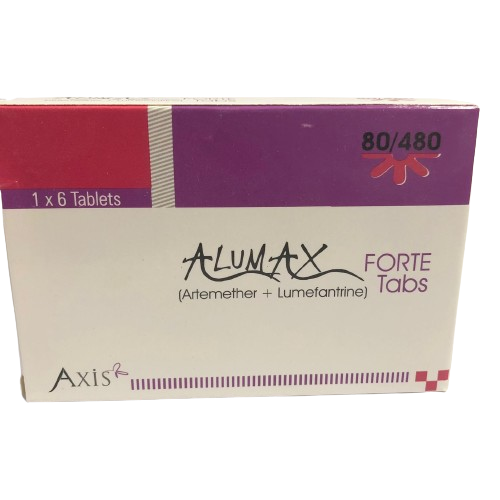 80/480
1 x 6 Tablets
ALUMAX FORTE
(Artemether + Lumefantrine) Tabs
Axis